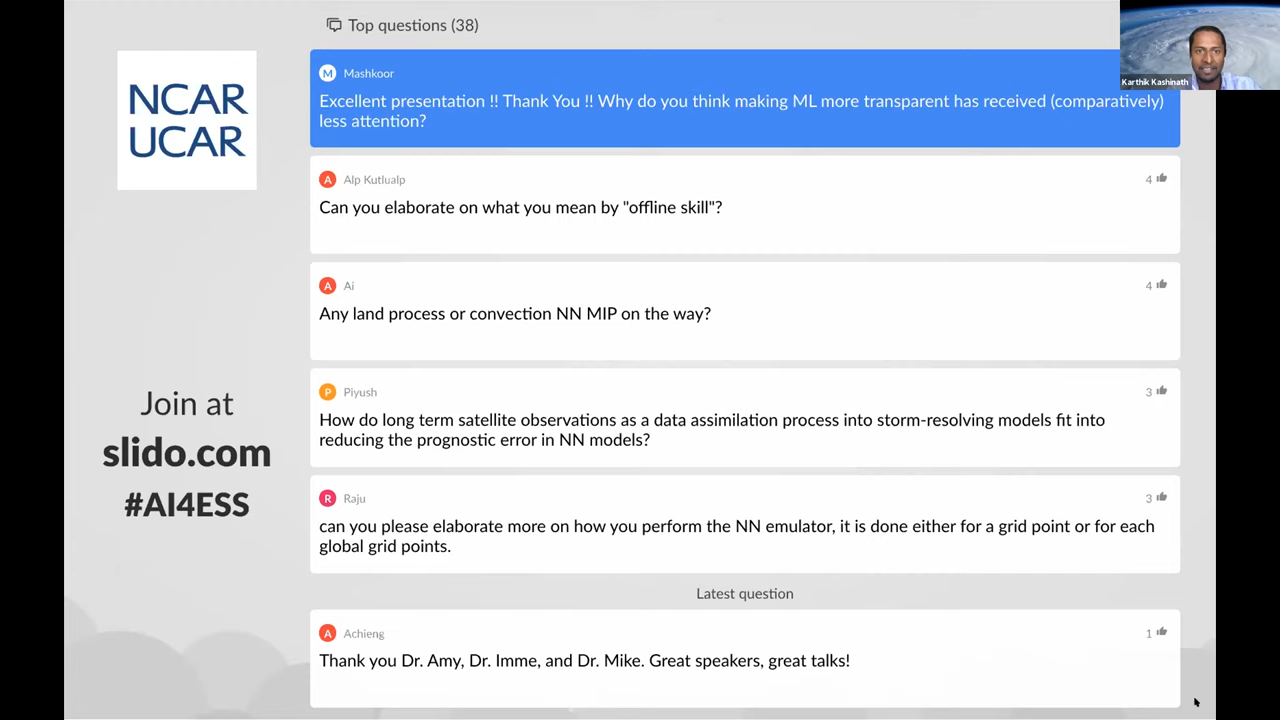 Top questions (38)
Karthik Kashinath
NCAR
UCAR
M Mashkoor
Excellent presentation !! Thank You !! Why do you think making ML more transparent has received (comparatively)
less attention?
A Alp Kutlualp 4
Can you elaborate on what you mean by "offline skill"?
A Ai 4
Any land process or convection NN MIP on the way?
P Piyush 3
How do long term satellite observations as a data assimilation process into storm-resolving models fit into
reducing the prognostic error in NN models?
Join at
slido.com
#AI4ESS
R Raju 3
can you please elaborate more on how you perform the NN emulator, it is done either for a grid point or for each
global grid points.
Latest question
A Achieng 1
Thank you Dr. Amy, Dr. Imme, and Dr. Mike. Great speakers, great talks!